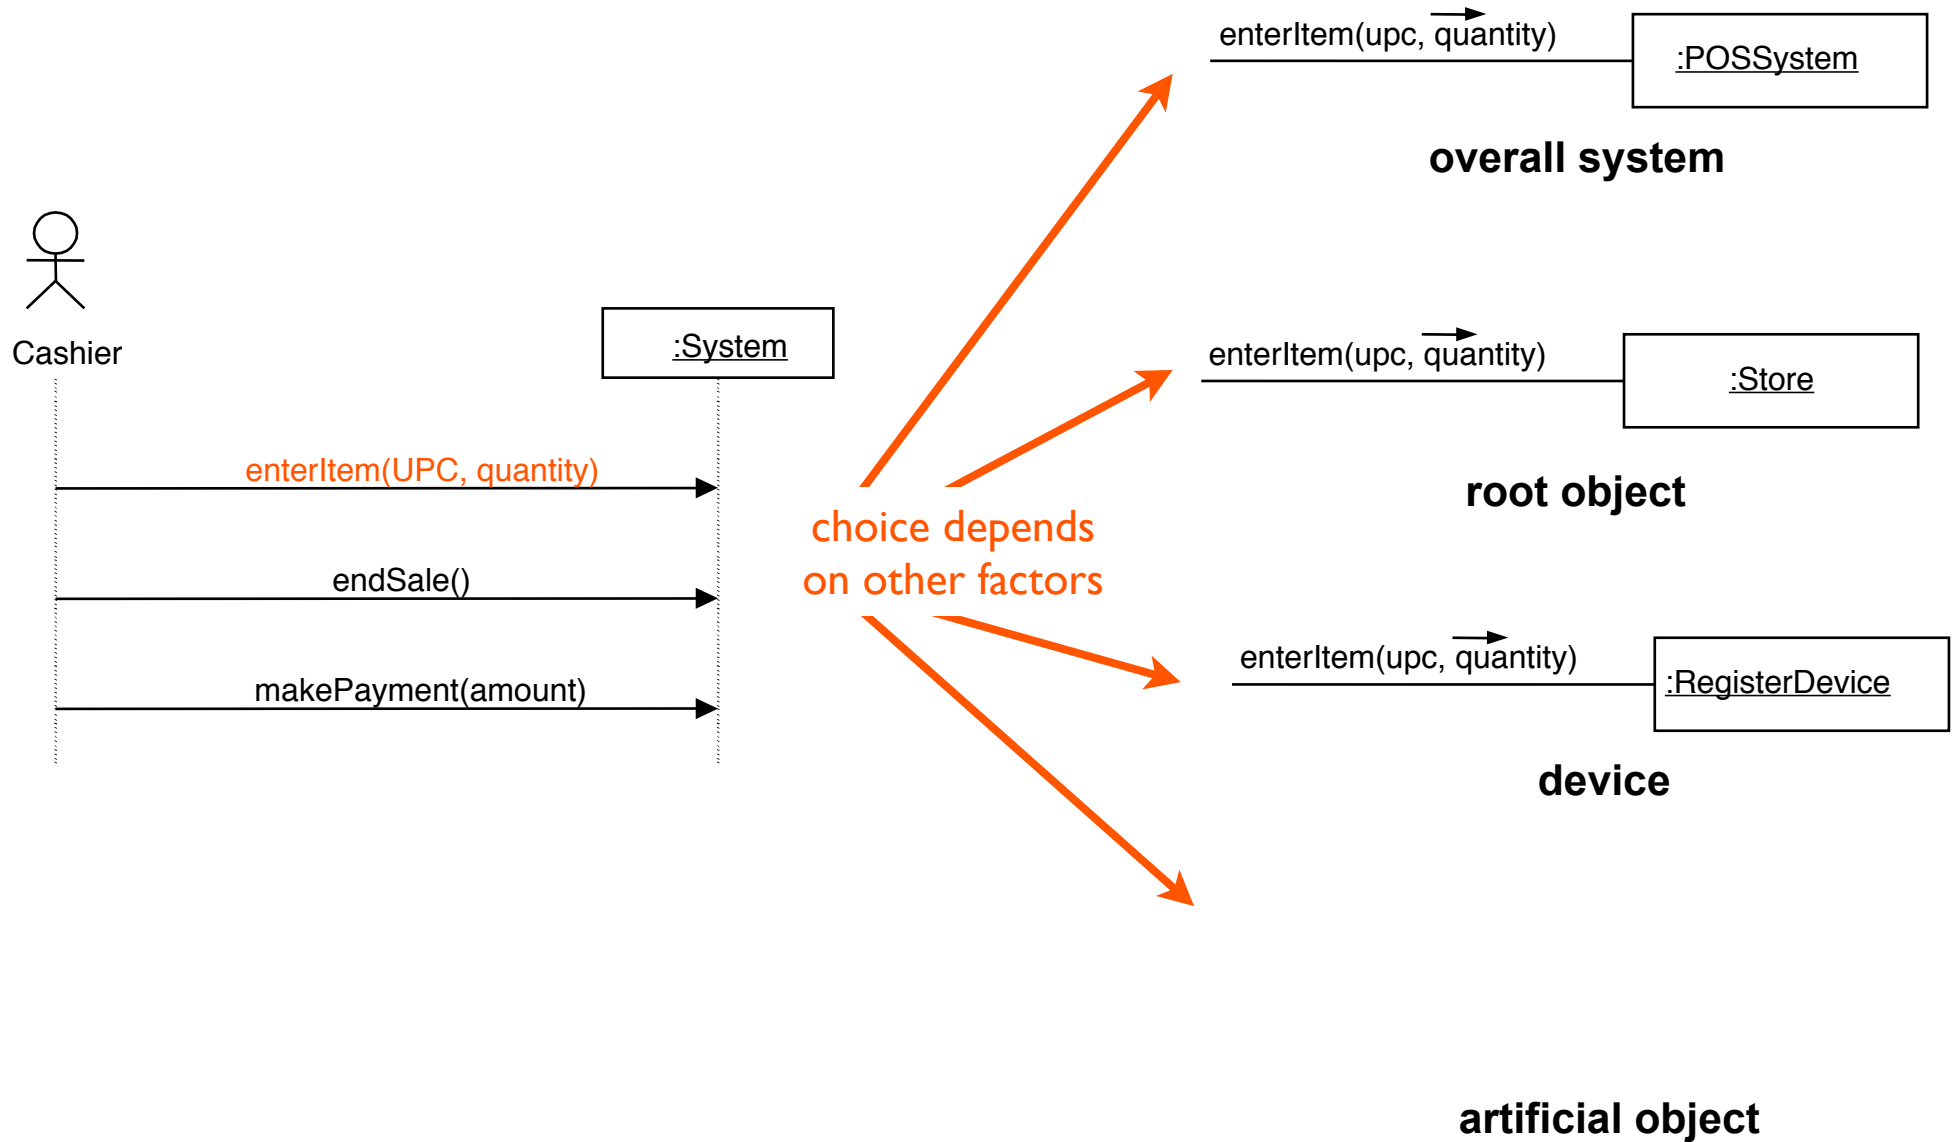 Cashier
:System
enterItem(UPC, quantity)
endSale()
makePayment(amount)
choice depends
on other factors
enterItem(upc, quantity)
:POSSystem
overall system
enterItem(upc, quantity)
:Store
root object
enterItem(upc, quantity)
:RegisterDevice
device
artificial object